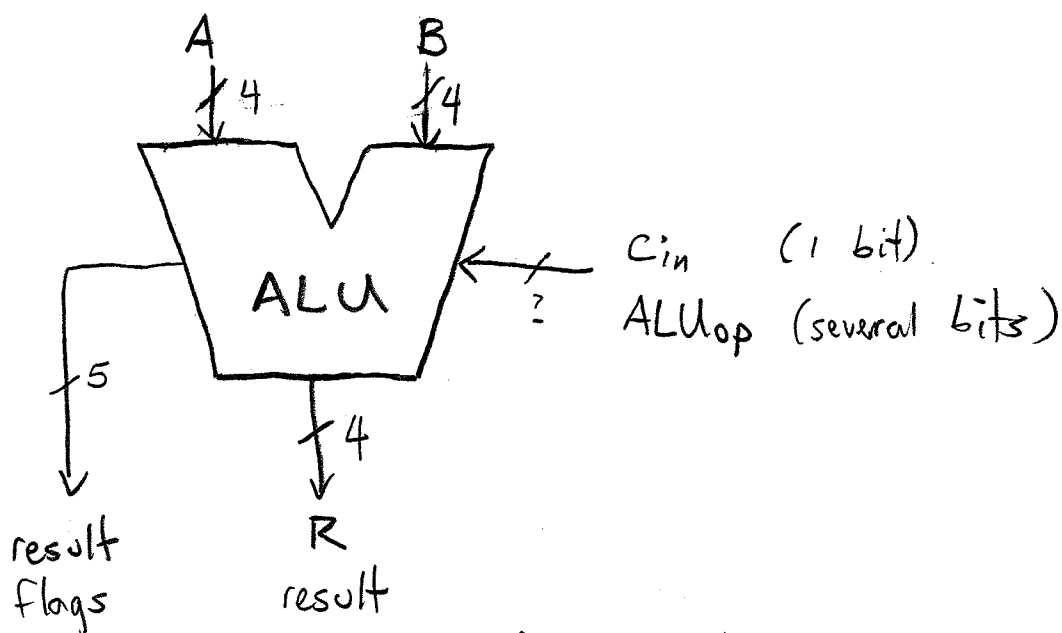 A
B
4
4
Cin (1 bit)
ALU
?
ALUop (several bits)
5
4
result
flags
R
result